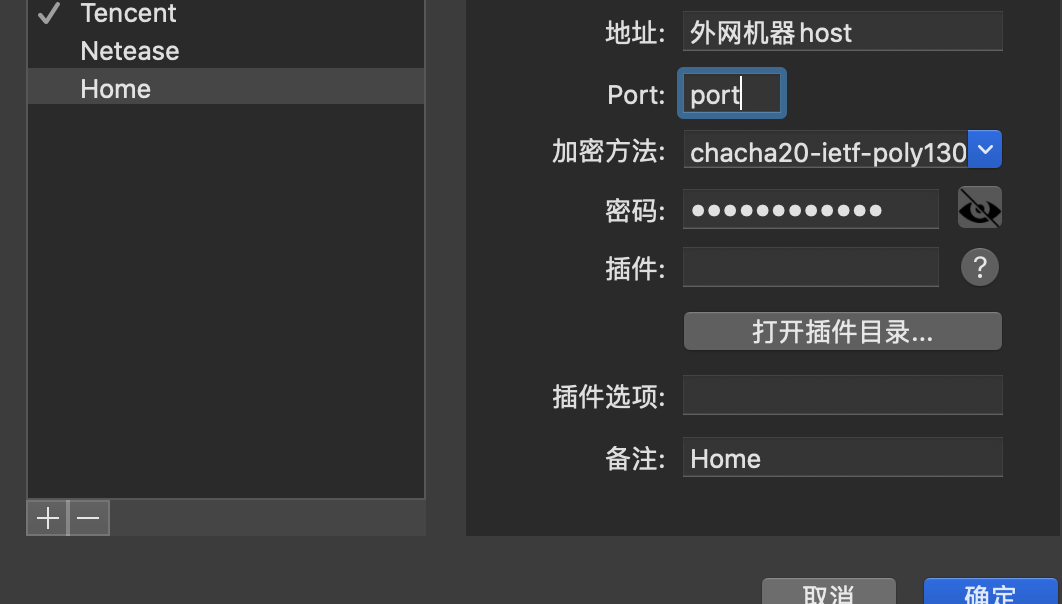 Tencent
Netease
Home
地址: 外网机器host
Port: port
加密方法: chacha20-ietf-poly130
密码: ●●●●●●●●●●●●
插件:
?
打开插件目录...
插件选项:
备注: Home
取消
确定